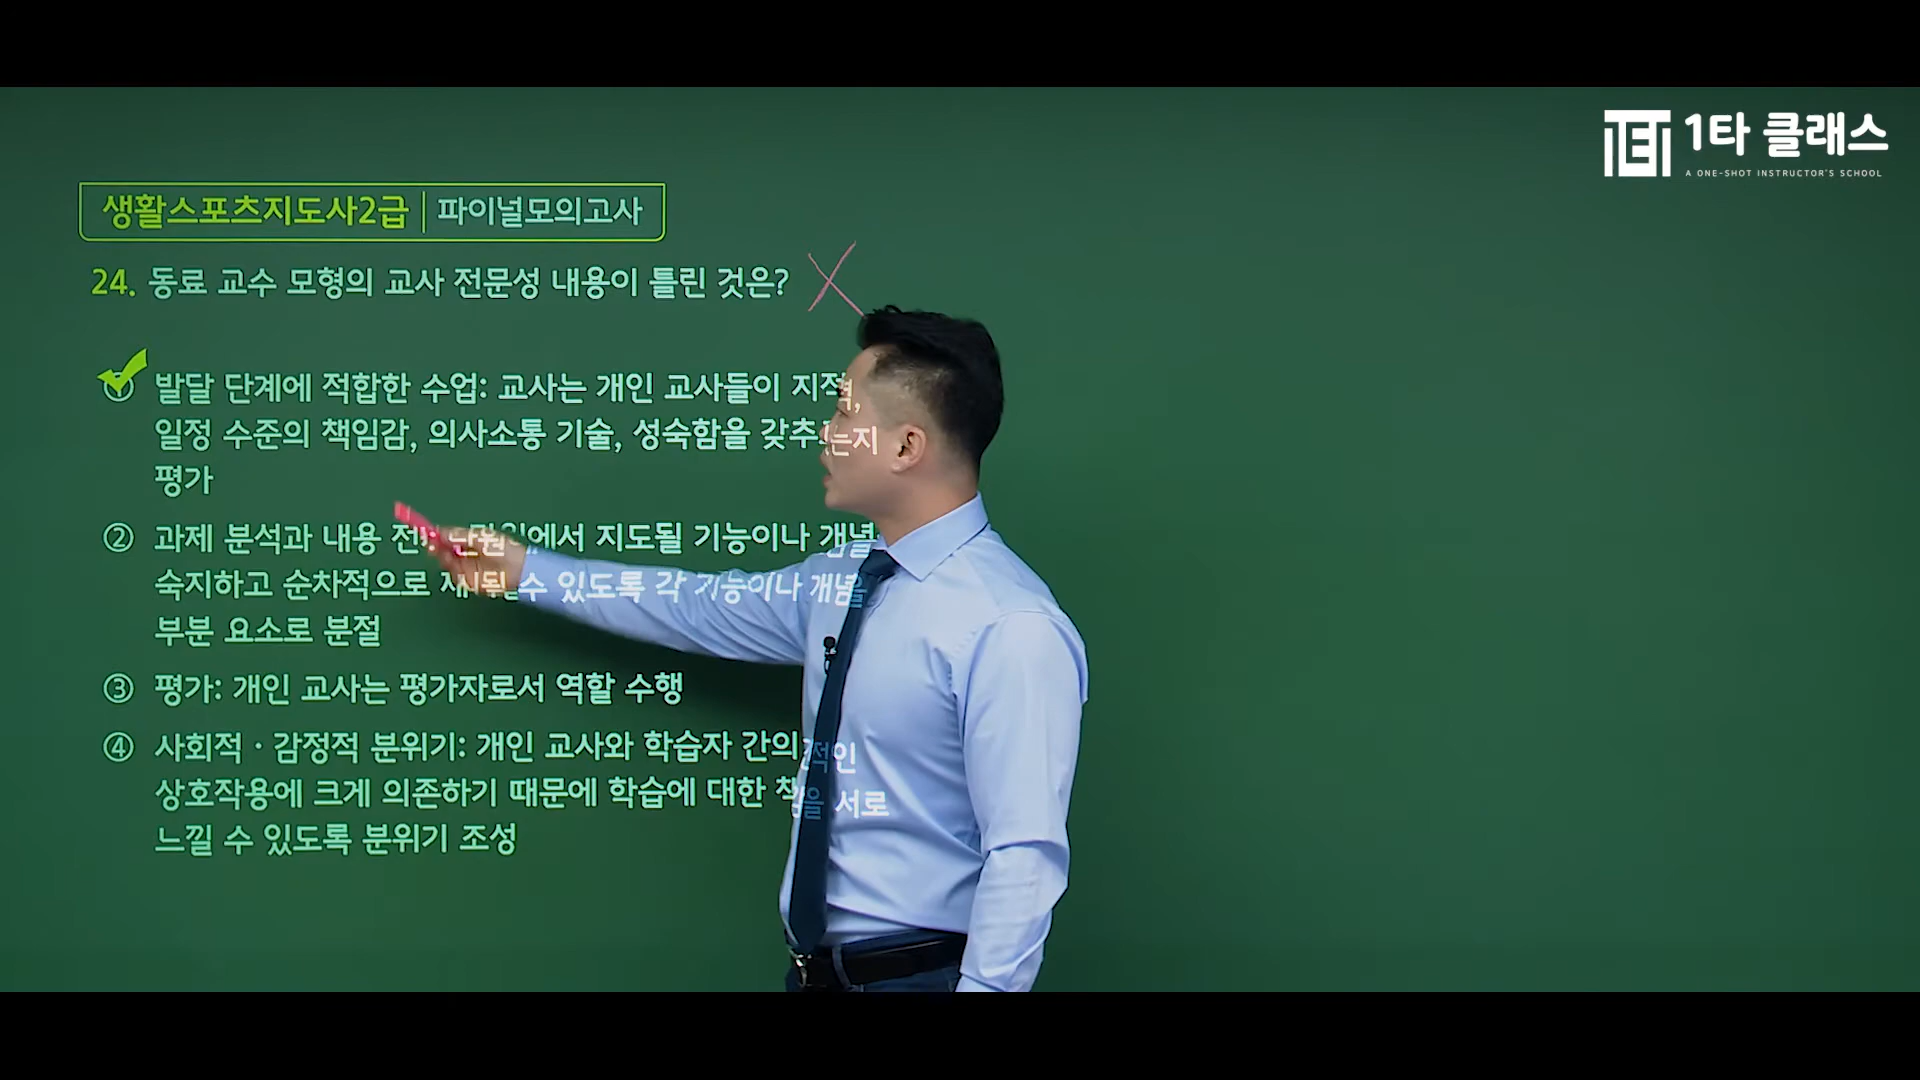 1타 클래스
A ONE-SHOT INSTRUCTOR'S SCHOOL
생활스포츠지도사2급 | 파이널모의고사
24. 동료 교수 모형의 교사 전문성 내용이 틀린 것은?
① 발달 단계에 적합한 수업: 교사는 개인 교사들이 지적,
일정 수준의 책임감, 의사소통 기술, 성숙함을 갖추었는지
평가
② 과제 분석과 내용 단원에서 지도될 기능이나 개념을
숙지하고 순차적으로 제시될 수 있도록 각 기능이나 개념을
부분 요소로 분절
③ 평가: 개인 교사는 평가자로서 역할 수행
④ 사회적·감정적 분위기: 개인 교사와 학습자 간의
상호작용에 크게 의존하기 때문에 학습에 대한 서로
느낄 수 있도록 분위기 조성